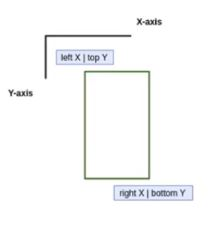 X-axis
left X | top Y
Y-axis
right X | bottom Y